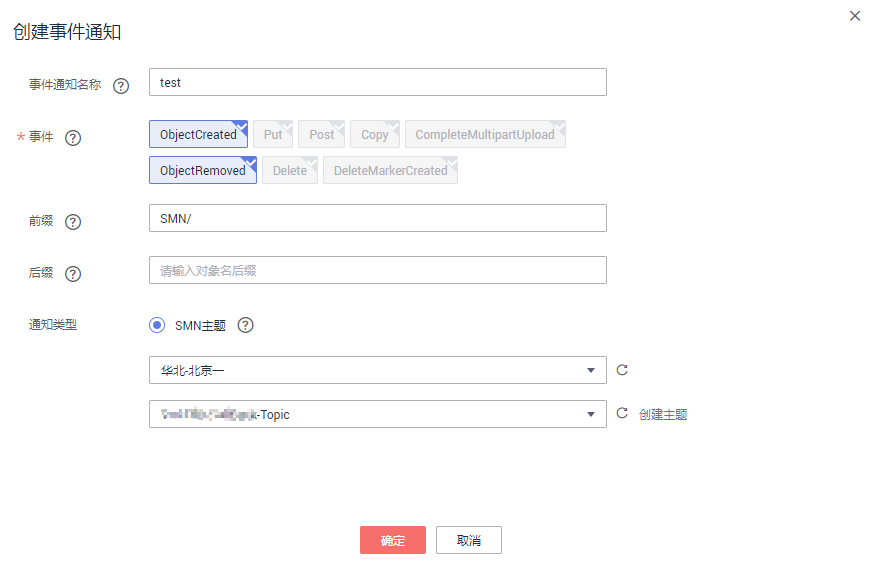 创建事件通知
事件通知名称 ? test
* 事件 ? ObjectCreated Put Post Copy CompleteMultipartUpload
ObjectRemoved Delete DeleteMarkerCreated
前缀 ? SMN/
后缀 ? 请输入对象名后缀
通知类型 SMN主题 ?
华北-北京一
-Topic 创建主题
确定 取消